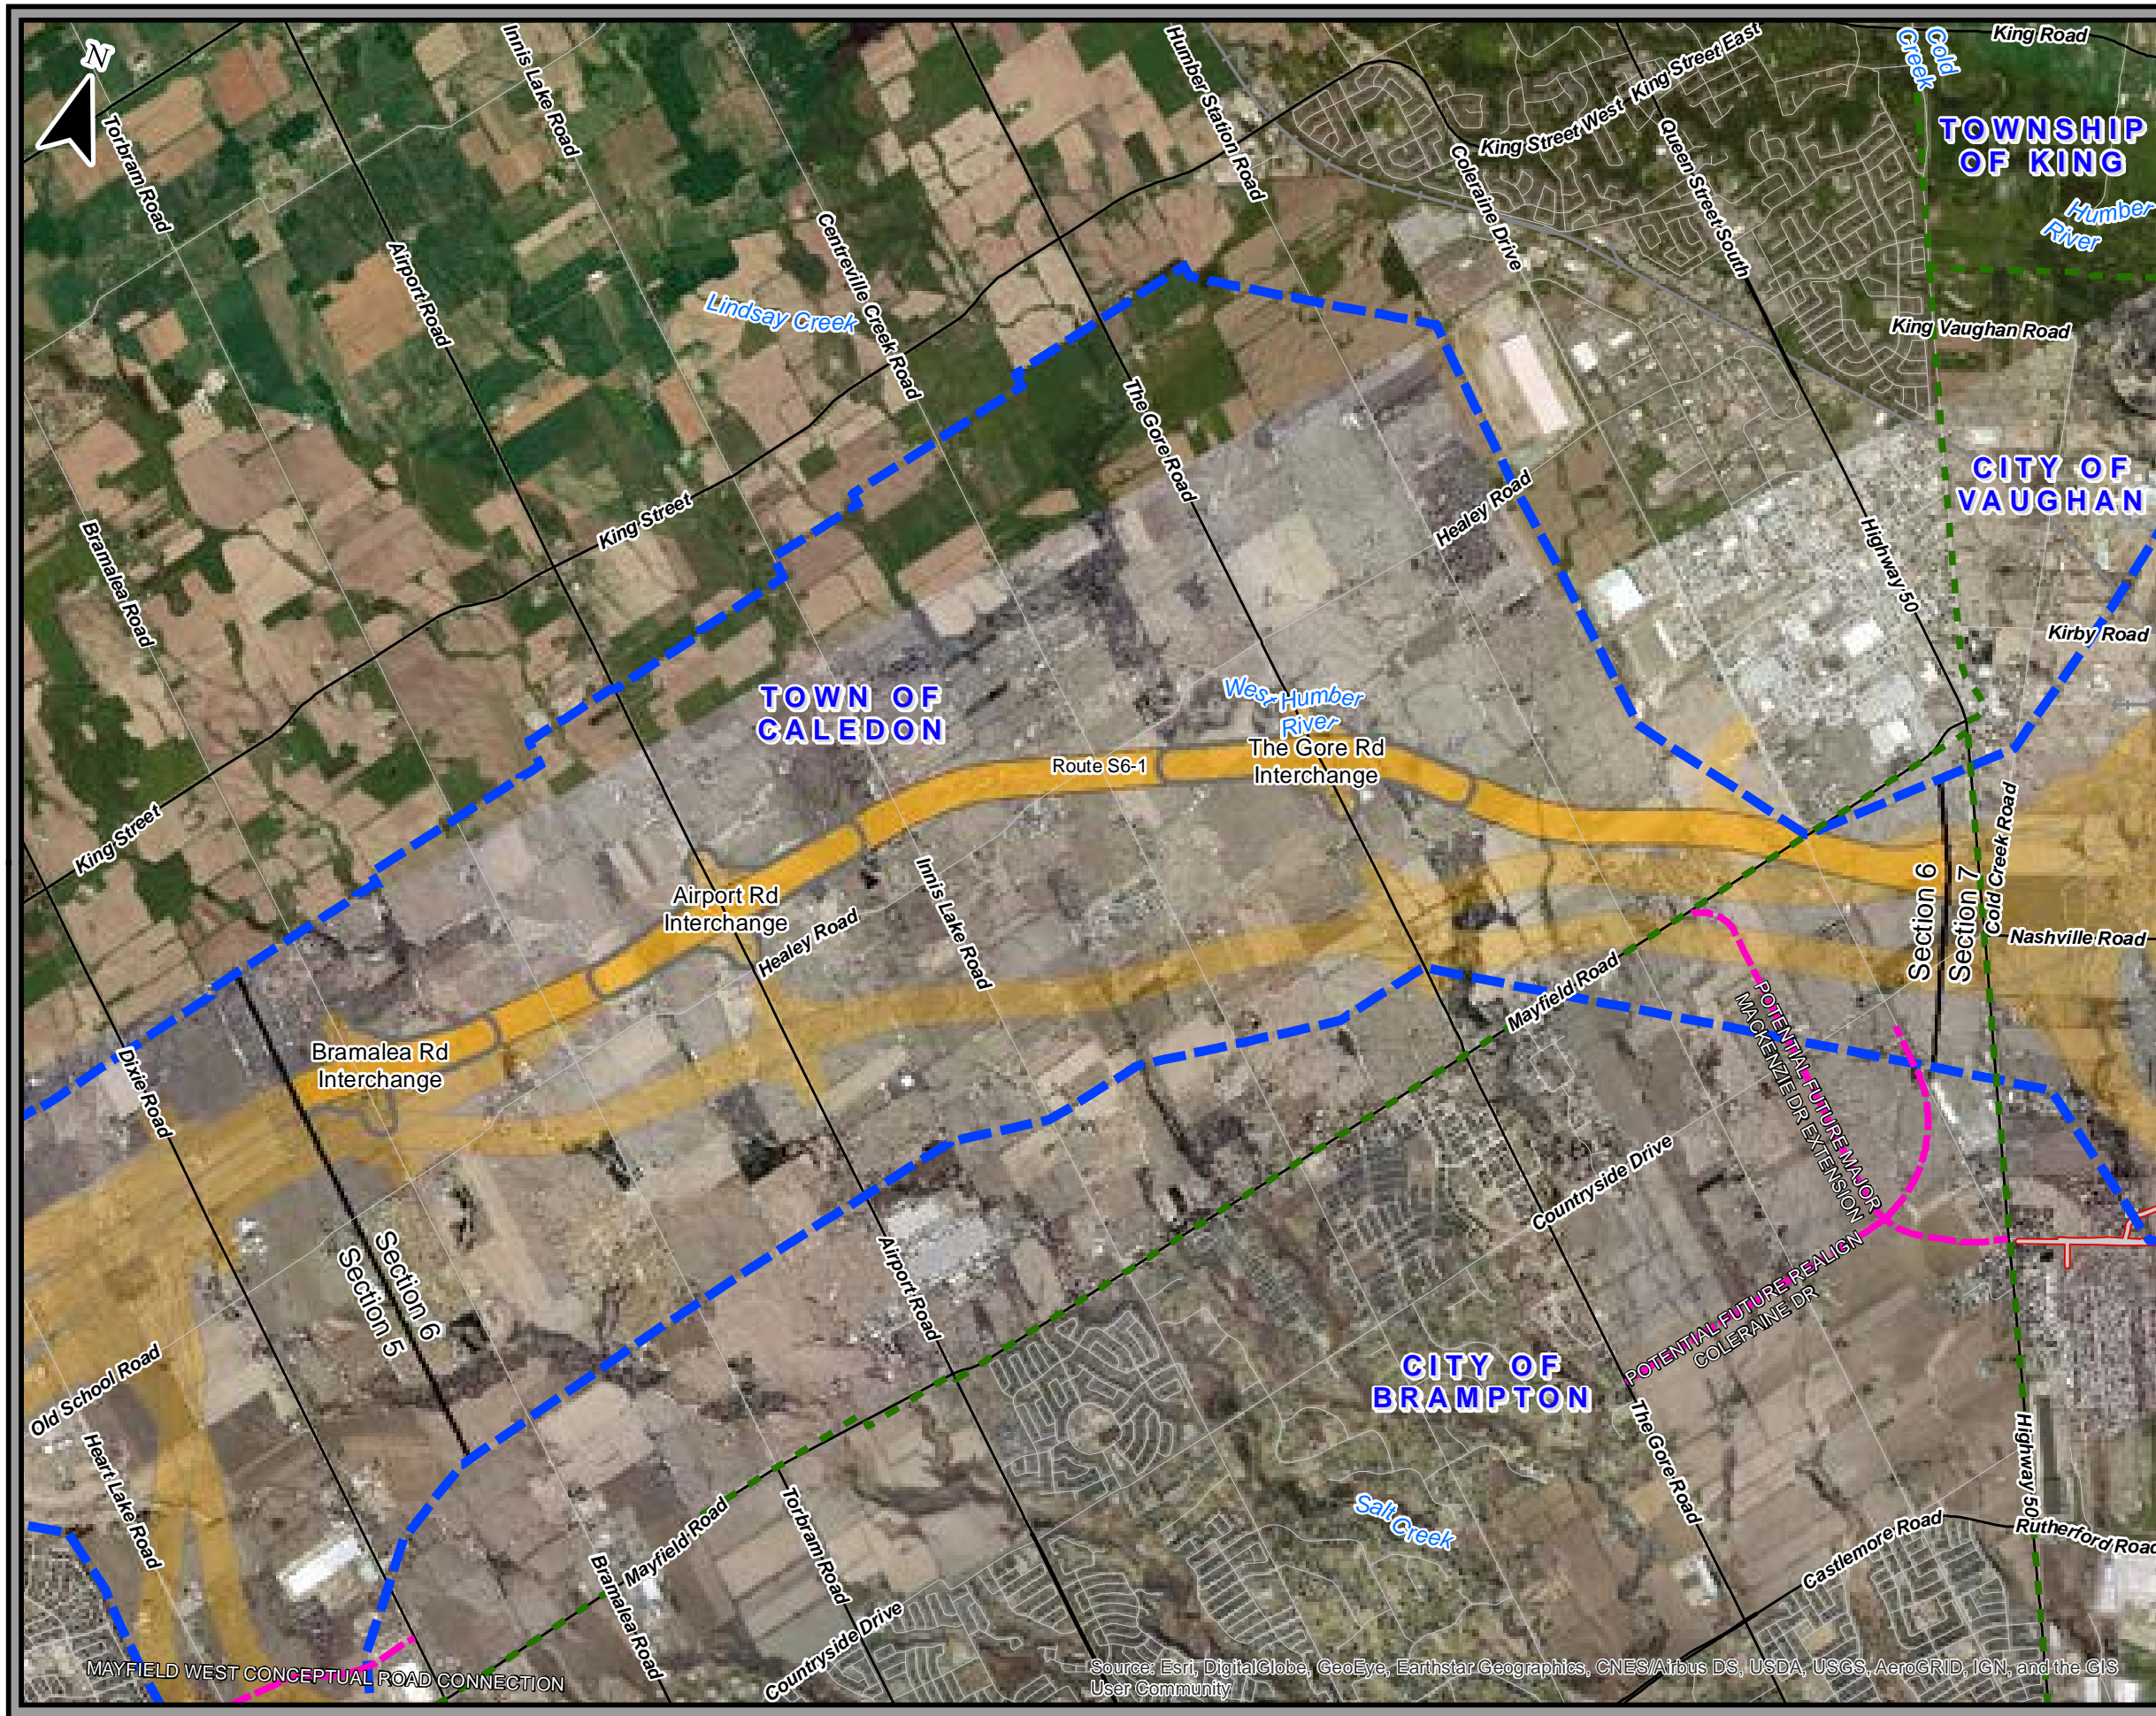 N
Torbram Road
Innis Lake Road
Humber Station Road
King Street West
King Street East
Cold
Creek
King Road
TOWNSHIP
OF KING
Humber
River
Airport Road
Coleraine Drive
Queen Street South
Centreville Creek Road
Lindsay Creek
King Vaughan Road
The Gore Road
CITY OF
VAUGHAN
King Street
Healey Road
Bramalea Road
Highway 50
Kirby Road
TOWN OF
CALEDON
Humber
River
The Gore Rd
Interchange
Route S6-1
King Street
Airport Rd
Interchange
Healey Road
Innis Lake Road
Section 6
Section 7
Cold Creek Road
Nashville Road
Mayfield Road
Bramalea Rd
Interchange
Dixie Road
POTENTIAL FUTURE MAJOR
MACKENZIE DR EXTENSION
Countryside Drive
Section 6
Section 5
Airport Road
POTENTIAL FUTURE REALIGN
COLERAINE DR
Old School Road
CITY OF
BRAMPTON
Heart Lake Road
The Gore Road
Highway 50
Salt Creek
Mayfield Road
Torbram Road
Castlemore Road
Rutherford Road
Bramalea Road
Countryside Drive
MAYFIELD WEST CONCEPTUAL ROAD CONNECTION
Source: Esri, DigitalGlobe, GeoEye, Earthstar Geographics, CNES/Airbus DS, USDA, USGS, AeroGRID, IGN, and the GIS
User Community